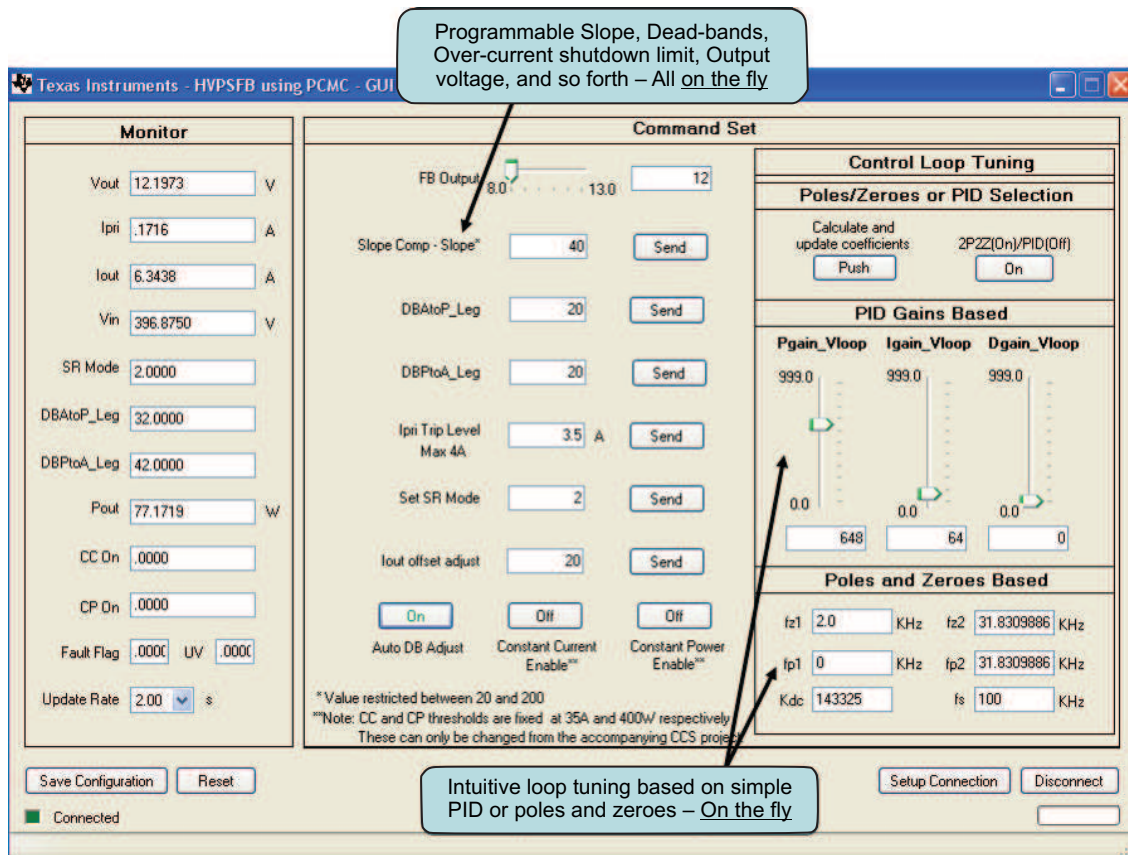 Programmable Slope, Dead-bands,
Over-current shutdown limit, Output
voltage, and so forth – All on the fly
Texas Instruments - HVPSFB using PCMC - GUI
Monitor
Vout 12.1973 V
Ipri .1716 A
Iout 6.3438 A
Vin 396.8750 V
SR Mode 2.0000
DBAtoP_Leg 32.0000
DBPtoA_Leg 42.0000
Pout 77.1719 W
CC On .0000
CP On .0000
Fault Flag .000 UV .000
Update Rate 2.00 s
Command Set
FB Output 8.0 13.0 12
Slope Comp - Slope* 40 Send
DBAtoP_Leg 20 Send
DBPtoA_Leg 20 Send
Ipri Trip Level
Max 4A
3.5 A Send
Set SR Mode 2 Send
Iout offset adjust 20 Send
On Off Off
Auto DB Adjust Constant Current Constant Power
Enable** Enable**
* Value restricted between 20 and 200
**Note: CC and CP thresholds are fixed at 35A and 400W respectively
These can only be changed from the accompanying CCS project
Control Loop Tuning
Poles/Zeroes or PID Selection
Calculate and
update coefficients 2P2Z(On)/PID(Off)
Push On
PID Gains Based
Pgain_Vloop Igain_Vloop Dgain_Vloop
999.0 999.0 999.0
0.0 0.0 0.0
648 64 0
Poles and Zeroes Based
fz1 2.0 KHz fz2 31.8309886 KHz
fp1 0 KHz fp2 31.8309886 KHz
Kdc 143325 fs 100 KHz
Intuitive loop tuning based on simple
PID or poles and zeroes – On the fly
Save Configuration Reset Setup Connection Disconnect
Connected